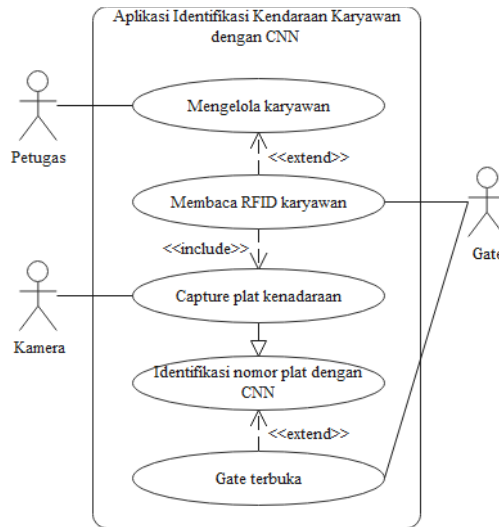 Aplikasi Identifikasi Kendaraan Karyawan
dengan CNN
Mengelola karyawan
Petugas
<<extend>>
Membaca RFID karyawan
Gate
<<include>>
Capture plat kenadaraan
Kamera
Identifikasi nomor plat dengan
CNN
<<extend>>
Gate terbuka